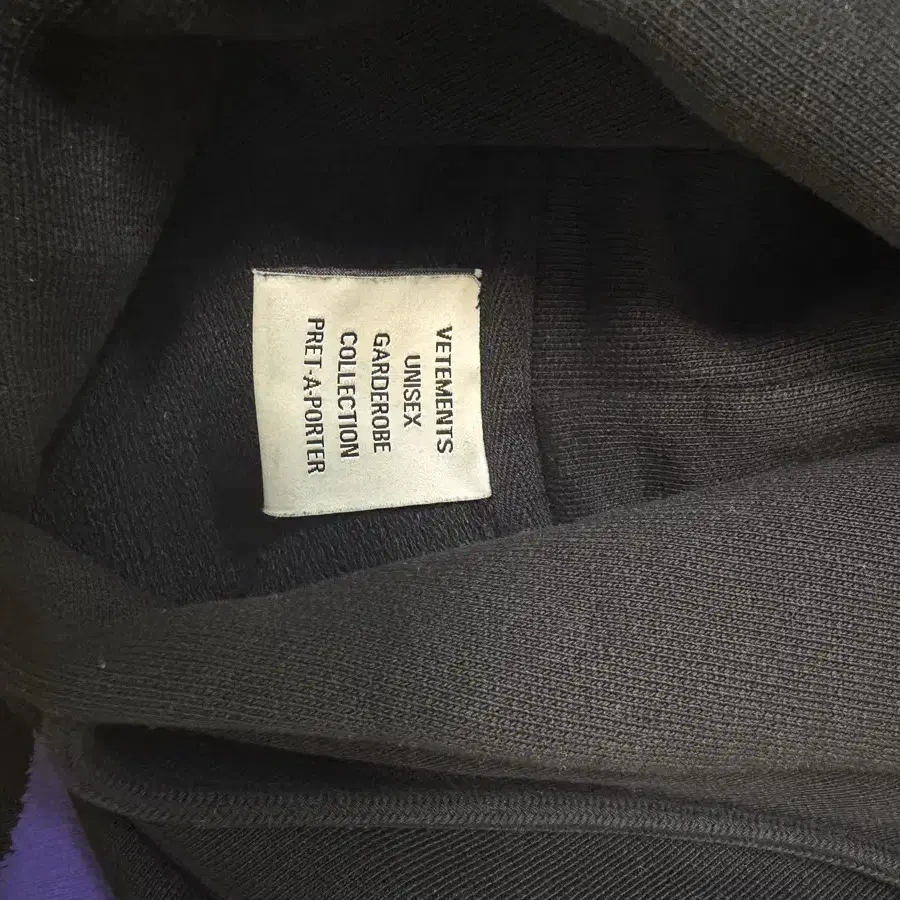 VETEMENTS
UNISEX
GARDEROBE
COLLECTION
PRET-A-PORTER